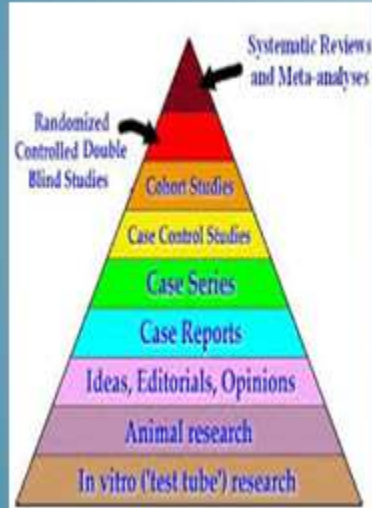 Systematic Reviews
and Meta-analyses
Randomized
Controlled Double
Blind Studies
Cohort Studies
Case Control Studies
Case Series
Case Reports
Ideas, Editorials, Opinions
Animal research
In vitro ('test tube') research